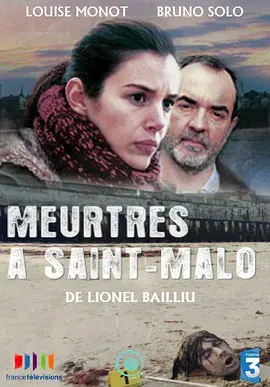 LOUISE MONOT BRUNO SOLO
MEURTRES
A SAINT-MALO
DE LIONEL BAILLIU
francetélévisions
france
3